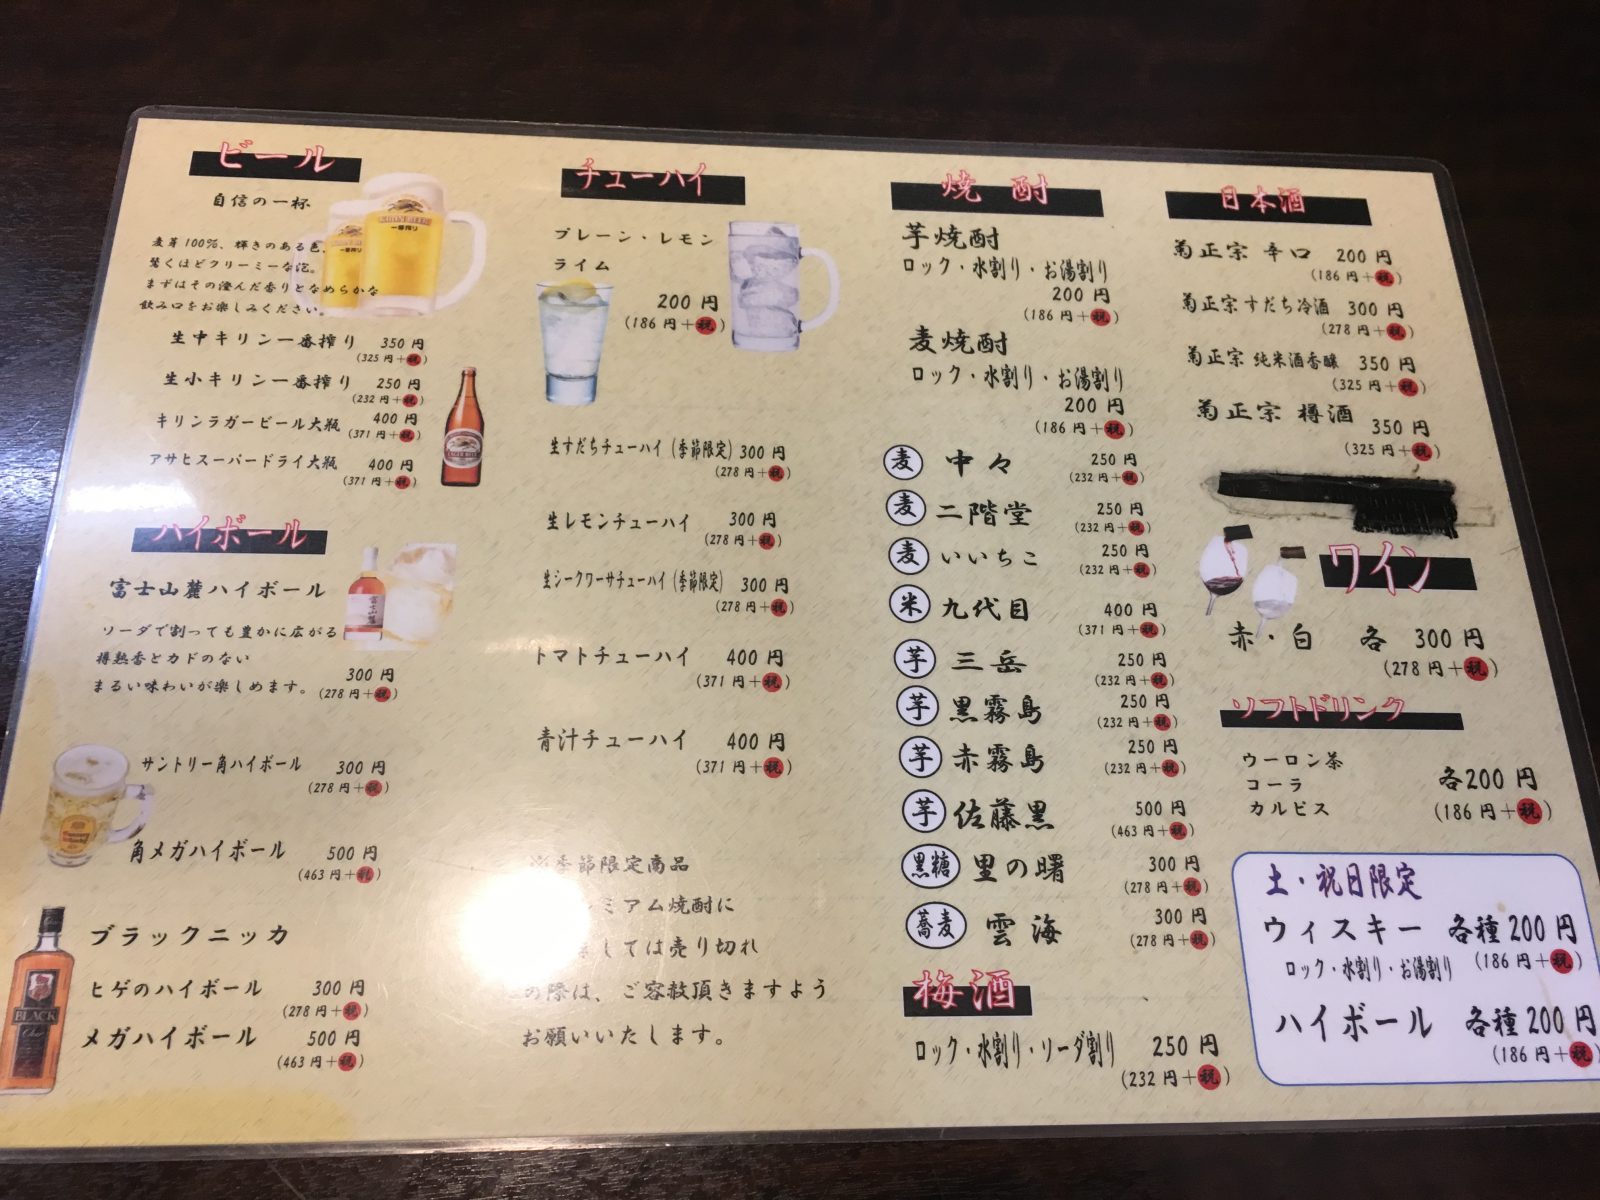 ビール
自信の一杯
麦芽100%、輝きのある色、
驚くほどクリーミーな泡。
まずはその澄んだ香りとなめらかな
飲み口をお楽しみください。
KIRIN BEER
一番搾り
生中キリン一番搾り 350円
(325円+税)
生小キリン一番搾り 250円
(232円+税)
キリンラガービール大瓶 400円
(371円+税)
アサヒスーパードライ大瓶 400円
(371円+税)
ハイボール
富士山麓ハイボール
ソーダで割っても豊かに広がる
樽熟香とカドのない
まるい味わいが楽しめます。
300円
(278円+税)
富士山麓
サントリー角ハイボール 300円
(278円+税)
角メガハイボール 500円
(463円+税)
ブラックニッカ
BLACK
ヒゲのハイボール 300円
(278円+税)
メガハイボール 500円
(463円+税)
チューハイ
プレーン・レモン
ライム
200円
(186円+税)
生すだちチューハイ(季節限定) 300円
(278円+税)
生レモンチューハイ 300円
(278円+税)
生シークワーサチューハイ(季節限定) 300円
(278円+税)
トマトチューハイ 400円
(371円+税)
青汁チューハイ 400円
(371円+税)
※季節限定商品
ミアム焼酎に
しては売り切れ
の際は、ご容赦頂きますよう
お願いいたします。
焼酎
芋焼酎
ロック・水割り・お湯割り
200円
(186円+税)
麦焼酎
ロック・水割り・お湯割り
200円
(186円+税)
麦 中々 250円
(232円+税)
麦 二階堂 250円
(232円+税)
麦 いいちこ 250円
(232円+税)
米 九代目 400円
(371円+税)
芋 三岳 250円
(232円+税)
芋 黒霧島 250円
(232円+税)
芋 赤霧島 250円
(232円+税)
芋 佐藤黒 500円
(463円+税)
黒糖 里の曙 300円
(278円+税)
蕎麦 雲海 300円
(278円+税)
梅酒
ロック・水割り・ソーダ割り 250円
(232円+税)
日本酒
菊正宗 辛口 200円
(186円+税)
菊正宗 すだち冷酒 300円
(278円+税)
菊正宗 純米酒香醸 350円
(325円+税)
菊正宗 樽酒 350円
(325円+税)
ワイン
赤・白 各 300円
(278円+税)
ソフトドリンク
ウーロン茶
コーラ
カルピス
各200円
(186円+税)
土・祝日限定
ウィスキー 各種200円
ロック・水割り・お湯割り (186円+税)
ハイボール 各種200円
(186円+税)